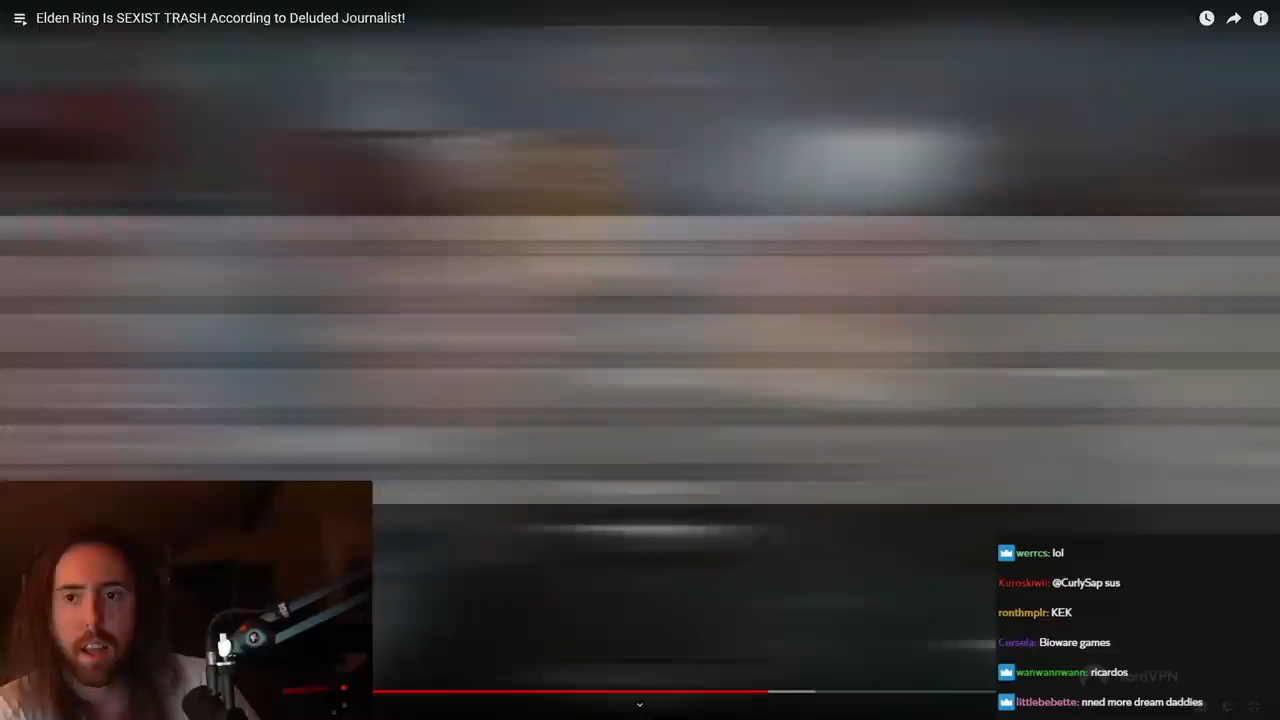 Elden Ring Is SEXIST TRASH According to Deluded Journalist!
werrcs: lol
Kuroskiwii: @CurlySap sus
ronthmplr: KEK
Cersela: Bioware games
wanwannwann: ricardos
NordVPN
littlebebette: nned more dream daddies